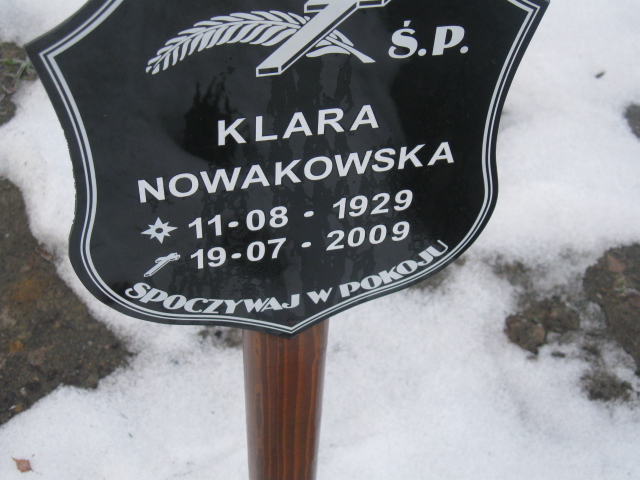 Ś.P.
KLARA
NOWAKOWSKA
11-08 - 1929
19-07 - 2009
SPOCZYWAJ W POKOJU